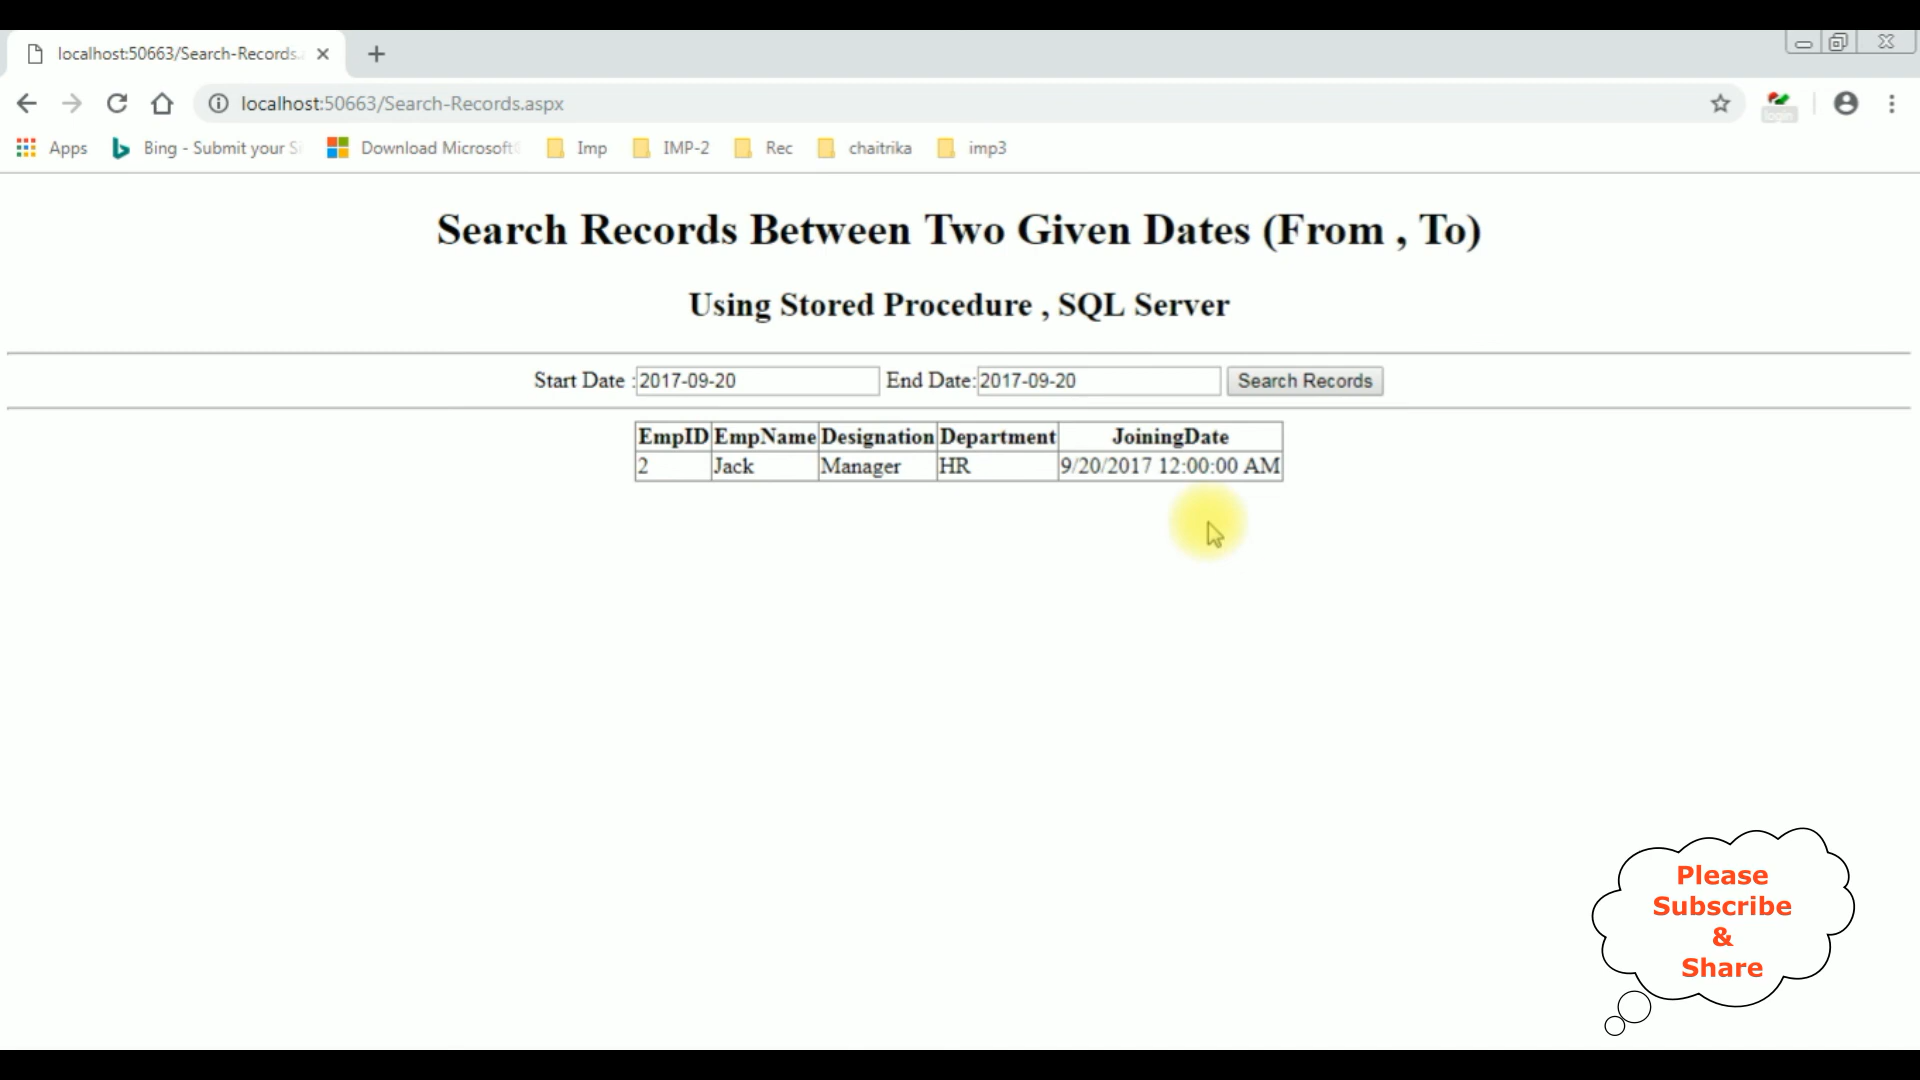 localhost:50663/Search-Records.
localhost:50663/Search-Records.aspx
login
Apps Bing - Submit your Si Download Microsoft Imp IMP-2 Rec chaitrika imp3
Search Records Between Two Given Dates (From , To)
Using Stored Procedure , SQL Server
Start Date :2017-09-20 End Date:2017-09-20 Search Records
EmpID EmpName Designation Department JoiningDate
2 Jack Manager HR 9/20/2017 12:00:00 AM
Please
Subscribe
&
Share